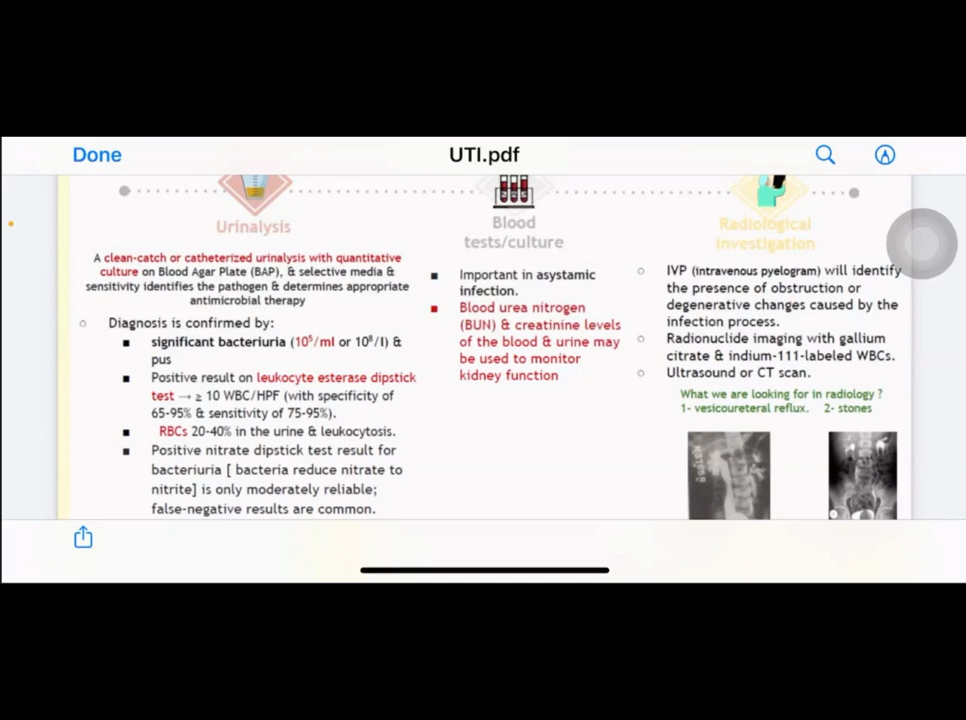 Done
UTI.pdf
Urinalysis
A clean-catch or catheterized urinalysis with quantitative
culture on Blood Agar Plate (BAP), & selective media &
sensitivity identifies the pathogen & determines appropriate
antimicrobial therapy
Diagnosis is confirmed by:
significant bacteriuria (10⁵/ml or 10⁸/l) &
pus
Positive result on leukocyte esterase dipstick
test → ≥ 10 WBC/HPF (with specificity of
65-95% & sensitivity of 75-95%).
RBCs 20-40% in the urine & leukocytosis.
Positive nitrate dipstick test result for
bacteriuria [ bacteria reduce nitrate to
nitrite] is only moderately reliable;
false-negative results are common.
Blood
tests/culture
Important in asystamic
infection.
Blood urea nitrogen
(BUN) & creatinine levels
of the blood & urine may
be used to monitor
kidney function
Radiological
investigation
IVP (intravenous pyelogram) will identify
the presence of obstruction or
degenerative changes caused by the
infection process.
Radionuclide imaging with gallium
citrate & indium-111-labeled WBCs.
Ultrasound or CT scan.
What we are looking for in radiology ?
1- vesicoureteral reflux. 2- stones